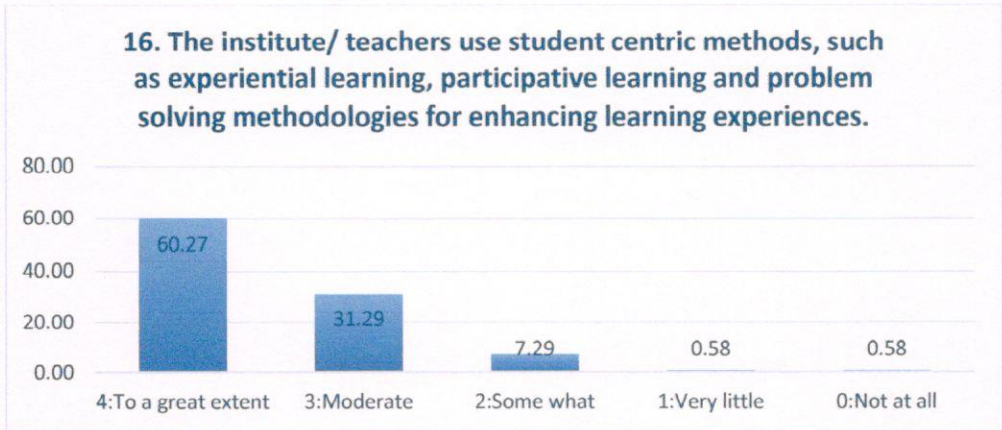 16. The institute/ teachers use student centric methods, such
as experiential learning, participative learning and problem
solving methodologies for enhancing learning experiences.
80.00
60.00
40.00
20.00
0.00
60.27
31.29
7.29
0.58
0.58
4:To a great extent
3:Moderate
2:Some what
1:Very little
0:Not at all